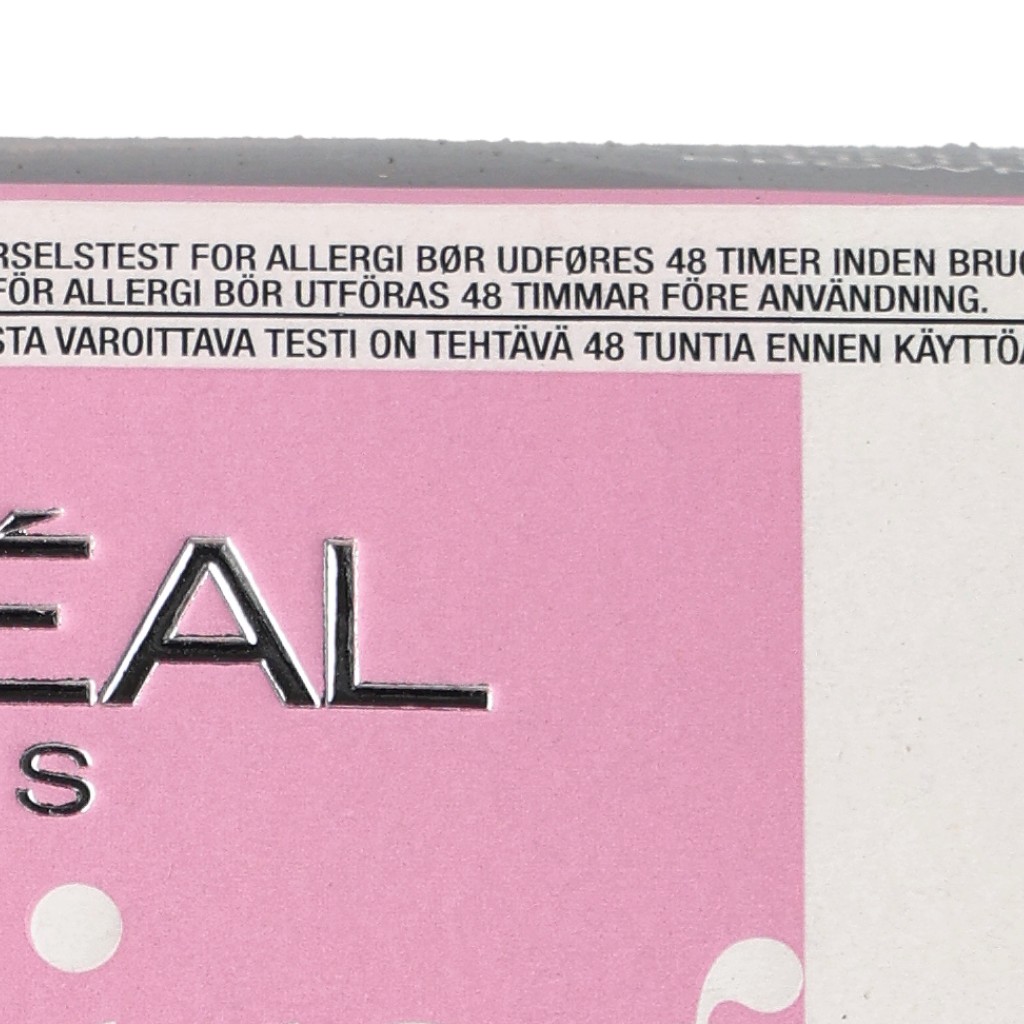 RSELSTEST FOR ALLERGI BØR UDFØRES 48 TIMER INDEN BRUG
FÖR ALLERGI BÖR UTFÖRAS 48 TIMMAR FÖRE ANVÄNDNING.
STA VAROITTAVA TESTI ON TEHTÄVÄ 48 TUNTIA ENNEN KÄYTTÖÄ
ÉAL
S